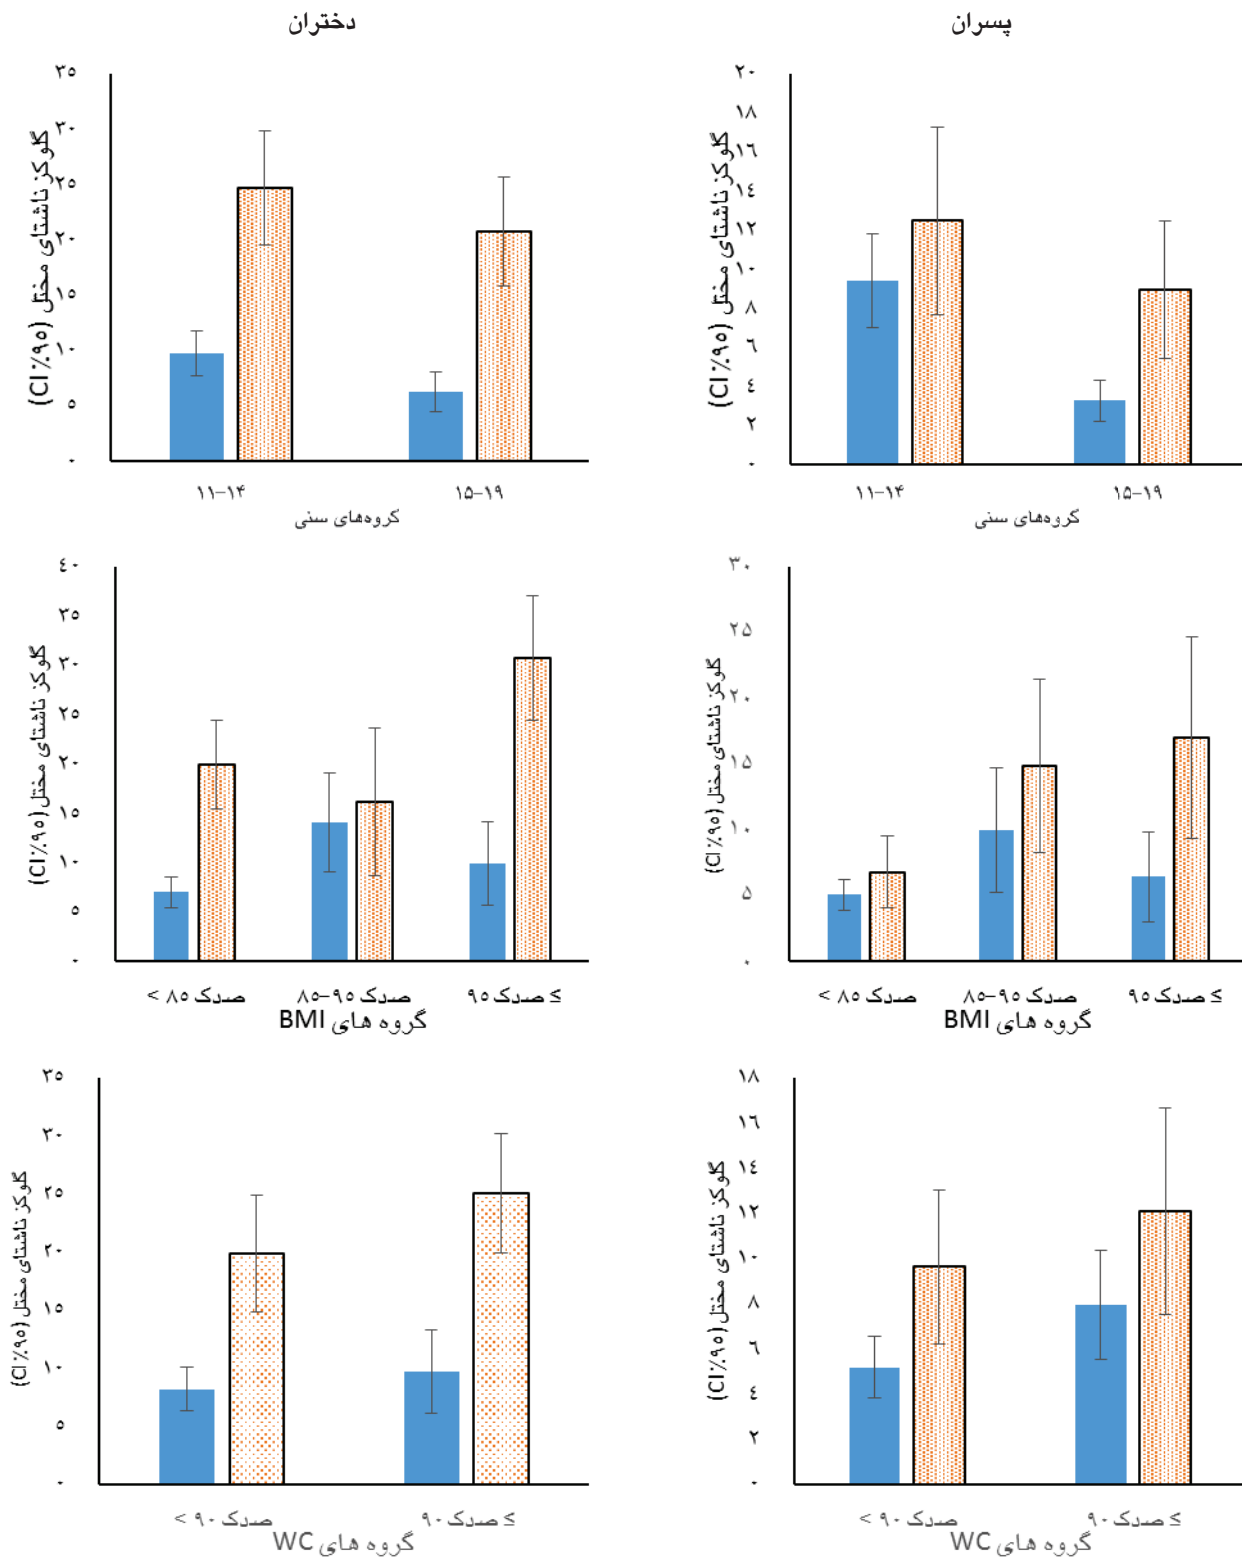 دختران
پسران
گلوکز ناشتای مختل (CI٪۹۵)
۳۵
۳۰
۲۵
۲۰
۱۵
۱۰
۵
۰
۱۱–۱۴
۱۵–۱۹
گروه‌های سنی
گلوکز ناشتای مختل (CI٪۹۵)
۲۰
۱۸
۱۶
۱۴
۱۲
۱۰
۸
۶
۴
۲
۰
۱۱–۱۴
۱۵–۱۹
گروه‌های سنی
گلوکز ناشتای مختل (CI٪۹۵)
٤۰
۳۵
۳۰
۲۵
۲۰
۱۵
۱۰
۵
۰
< صدک ۸۵
صدک ۹۵–۸۵
≥ صدک ۹۵
گروه های BMI
گلوکز ناشتای مختل (CI٪۹۵)
۳۰
۲۵
۲۰
۱۵
۱۰
۵
۰
< صدک ۸۵
صدک ۹۵–۸۵
≥ صدک ۹۵
گروه های BMI
گلوکز ناشتای مختل (CI٪۹۵)
۳۵
۳۰
۲۵
۲۰
۱۵
۱۰
۵
۰
< صدک ۹۰
≥ صدک ۹۰
گروه های WC
گلوکز ناشتای مختل (CI٪۹۵)
۱۸
۱۶
۱۴
۱۲
۱۰
۸
۶
٤
۲
۰
< صدک ۹۰
≥ صدک ۹۰
گروه های WC